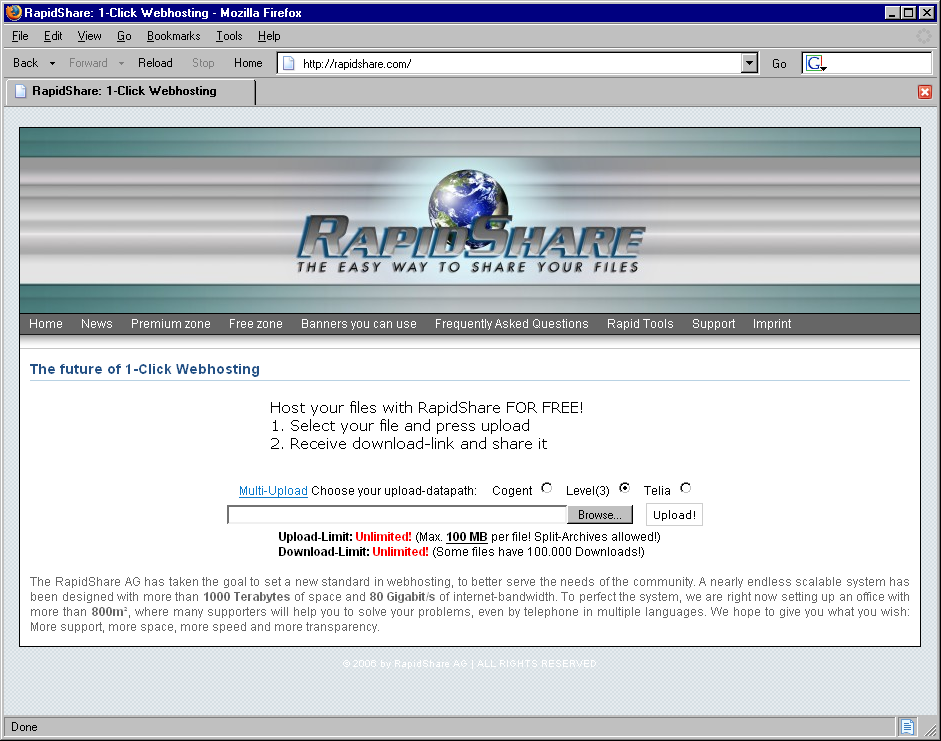 RapidShare: 1-Click Webhosting - Mozilla Firefox
File Edit View Go Bookmarks Tools Help
Back Forward Reload Stop Home http://rapidshare.com/ Go G
RapidShare: 1-Click Webhosting
RAPIDSHARE
THE EASY WAY TO SHARE YOUR FILES
Home News Premium zone Free zone Banners you can use Frequently Asked Questions Rapid Tools Support Imprint
The future of 1-Click Webhosting
Host your files with RapidShare FOR FREE!
1. Select your file and press upload
2. Receive download-link and share it
Multi-Upload Choose your upload-datapath: Cogent Level(3) Telia
Browse... Upload!
Upload-Limit: Unlimited! (Max. 100 MB per file! Split-Archives allowed!)
Download-Limit: Unlimited! (Some files have 100.000 Downloads!)
The RapidShare AG has taken the goal to set a new standard in webhosting, to better serve the needs of the community. A nearly endless scalable system has
been designed with more than 1000 Terabytes of space and 80 Gigabit/s of internet-bandwidth. To perfect the system, we are right now setting up an office with
more than 800m², where many supporters will help you to solve your problems, even by telephone in multiple languages. We hope to give you what you wish:
More support, more space, more speed and more transparency.
© 2006 by RapidShare AG | ALL RIGHTS RESERVED
Done